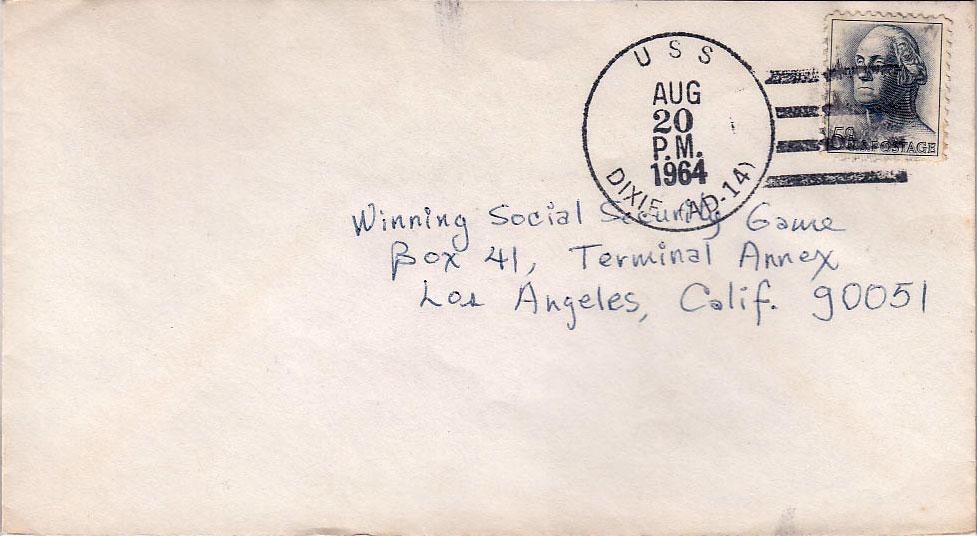 USS
AUG
20
P.M.
1964
DIXIE (AD-14)
5¢
U.S. POSTAGE
Winning Social Security Game
Box 41, Terminal Annex
Los Angeles, Calif. 90051